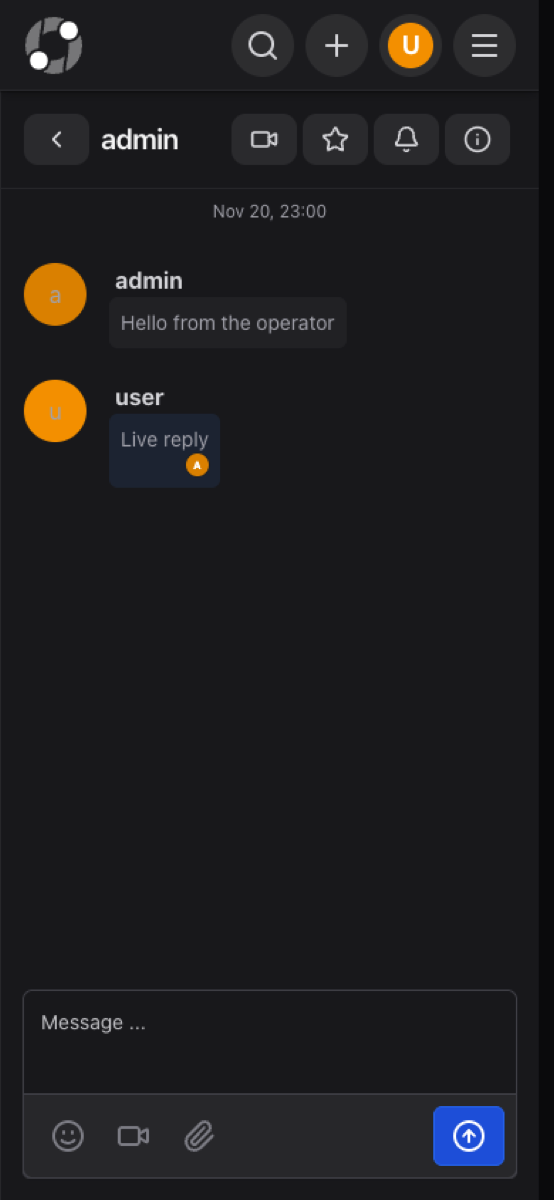 U
admin
Nov 20, 23:00
a
admin
Hello from the operator
u
user
Live reply
A
Message ...